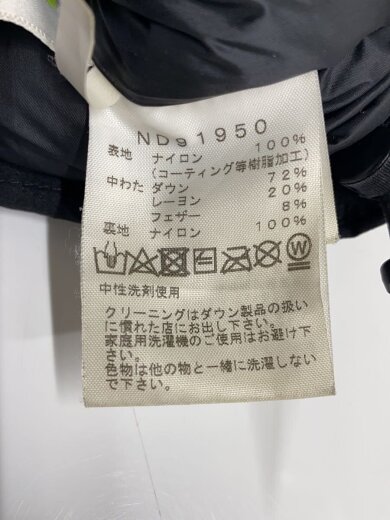 ND91950
表地 ナイロン 100%
(コーティング等樹脂加工)
中わた ダウン 72%
レーヨン 20%
フェザー 8%
裏地 ナイロン 100%
W
中性洗剤使用
クリーニングはダウン製品の扱い
に慣れた店にお出し下さい。
家庭用洗濯機のご使用はお避け下
さい。
色物は他の物と一緒に洗濯しない
で下さい。